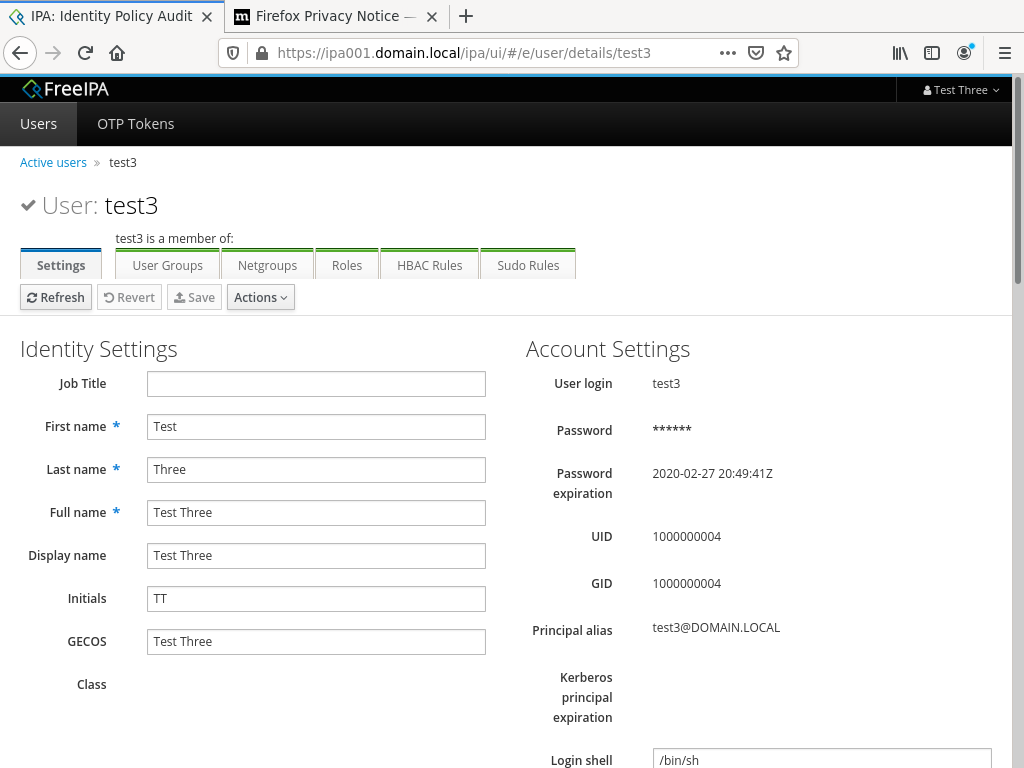 IPA: Identity Policy Audit
Firefox Privacy Notice —
https://ipa001.domain.local/ipa/ui/#/e/user/details/test3
FreeIPA
Test Three
Users
OTP Tokens
Active users » test3
User: test3
test3 is a member of:
Settings
User Groups
Netgroups
Roles
HBAC Rules
Sudo Rules
Refresh
Revert
Save
Actions
Identity Settings
Job Title
First name *
Test
Last name *
Three
Full name *
Test Three
Display name
Test Three
Initials
TT
GECOS
Test Three
Class
Account Settings
User login
test3
Password
******
Password
expiration
2020-02-27 20:49:41Z
UID
1000000004
GID
1000000004
Principal alias
test3@DOMAIN.LOCAL
Kerberos
principal
expiration
Login shell
/bin/sh